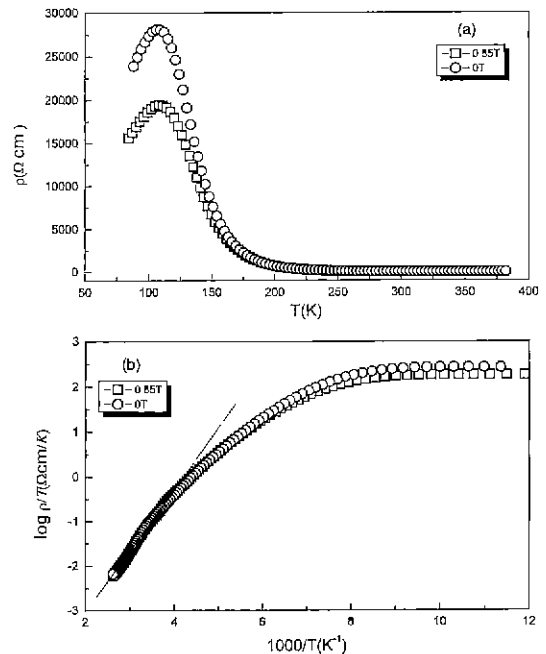 (a)
0.85T
0T
30000
25000
20000
15000
10000
5000
0
ρ(Ω cm)
50
100
150
200
250
300
350
400
T(K)
(b)
0.85T
0T
3
2
1
0
-1
-2
-3
log ρ/T(Ωcm/K)
2
4
6
8
10
12
1000/T(K⁻¹)